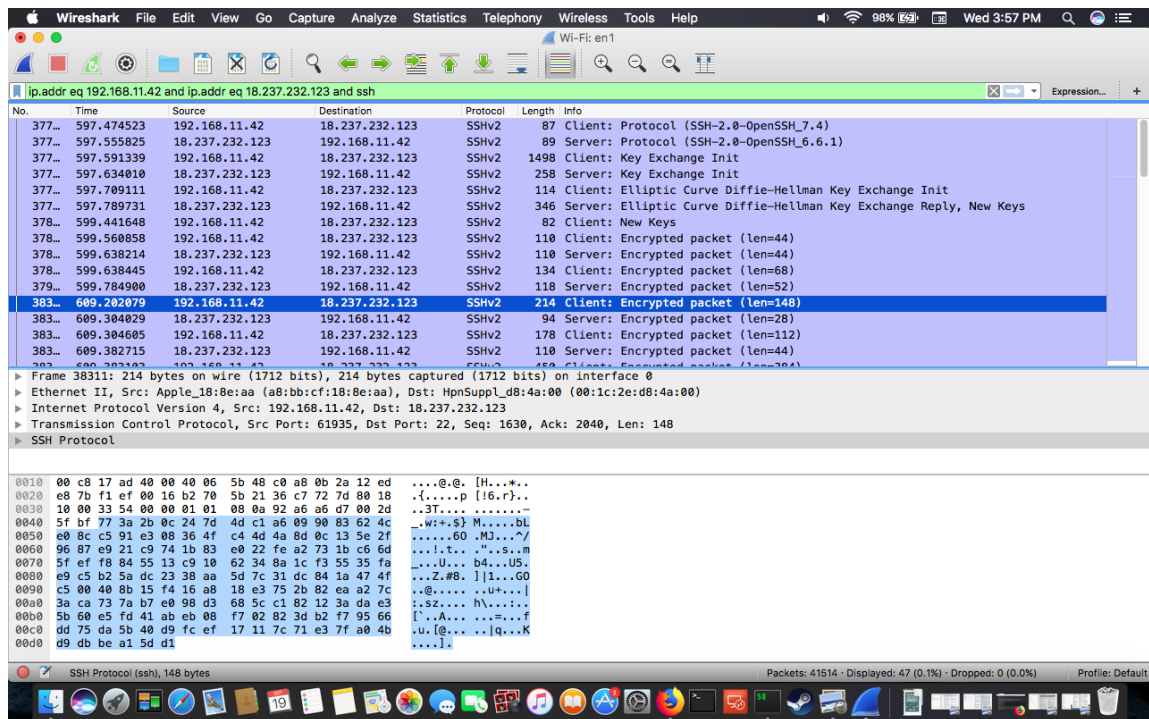 Wireshark File Edit View Go Capture Analyze Statistics Telephony Wireless Tools Help 98% Wed 3:57 PM
Wi-Fi: en1
ip.addr eq 192.168.11.42 and ip.addr eq 18.237.232.123 and ssh Expression... +
No. Time Source Destination Protocol Length Info
377… 597.474523 192.168.11.42 18.237.232.123 SSHv2 87 Client: Protocol (SSH-2.0-OpenSSH_7.4)
377… 597.555825 18.237.232.123 192.168.11.42 SSHv2 89 Server: Protocol (SSH-2.0-OpenSSH_6.6.1)
377… 597.591339 192.168.11.42 18.237.232.123 SSHv2 1498 Client: Key Exchange Init
377… 597.634010 18.237.232.123 192.168.11.42 SSHv2 258 Server: Key Exchange Init
377… 597.709111 192.168.11.42 18.237.232.123 SSHv2 114 Client: Elliptic Curve Diffie-Hellman Key Exchange Init
377… 597.789731 18.237.232.123 192.168.11.42 SSHv2 346 Server: Elliptic Curve Diffie-Hellman Key Exchange Reply, New Keys
378… 599.441648 192.168.11.42 18.237.232.123 SSHv2 82 Client: New Keys
378… 599.560858 192.168.11.42 18.237.232.123 SSHv2 110 Client: Encrypted packet (len=44)
378… 599.638214 18.237.232.123 192.168.11.42 SSHv2 110 Server: Encrypted packet (len=44)
378… 599.638445 192.168.11.42 18.237.232.123 SSHv2 134 Client: Encrypted packet (len=68)
379… 599.784900 18.237.232.123 192.168.11.42 SSHv2 118 Server: Encrypted packet (len=52)
383… 609.202079 192.168.11.42 18.237.232.123 SSHv2 214 Client: Encrypted packet (len=148)
383… 609.304029 18.237.232.123 192.168.11.42 SSHv2 94 Server: Encrypted packet (len=28)
383… 609.304605 192.168.11.42 18.237.232.123 SSHv2 178 Client: Encrypted packet (len=112)
383… 609.382715 18.237.232.123 192.168.11.42 SSHv2 110 Server: Encrypted packet (len=44)
Frame 38311: 214 bytes on wire (1712 bits), 214 bytes captured (1712 bits) on interface 0
Ethernet II, Src: Apple_18:8e:aa (a8:bb:cf:18:8e:aa), Dst: HpnSuppl_d8:4a:00 (00:1c:2e:d8:4a:00)
Internet Protocol Version 4, Src: 192.168.11.42, Dst: 18.237.232.123
Transmission Control Protocol, Src Port: 61935, Dst Port: 22, Seq: 1630, Ack: 2040, Len: 148
SSH Protocol
0010 00 c8 17 ad 40 00 40 06 5b 48 c0 a8 0b 2a 12 ed ....@.@. [H...*..
0020 e8 7b f1 ef 00 16 b2 70 5b 21 36 c7 72 7d 80 18 .{.....p [!6.r}..
0030 10 00 33 54 00 00 01 01 08 0a 92 a6 a6 d7 00 2d ..3T.... .......-
0040 5f bf 77 3a 2b 0c 24 7d 4d c1 a6 09 90 83 62 4c _.w:+.$} M.....bL
0050 e0 8c c5 91 e3 08 36 4f c4 4d 4a 8d 0c 13 5e 2f ......6O .MJ...^/
0060 96 87 e9 21 c9 74 1b 83 e0 22 fe a2 73 1b c6 6d ...!.t.. ."..s..m
0070 5f ef f8 84 55 13 c9 10 62 34 8a 1c f3 55 35 fa _...U... b4...U5.
0080 e9 c5 b2 5a dc 23 38 aa 5d 7c 31 dc 84 1a 47 4f ...Z.#8. ]|1...GO
0090 c5 00 40 8b 15 f4 16 a8 18 e3 75 2b 82 ea a2 7c ..@..... ..u+...|
00a0 3a ca 73 7a b7 e0 98 d3 68 5c c1 82 12 3a da e3 :.sz.... h\...:..
00b0 5b 60 e5 fd 41 ab eb 08 f7 02 82 3d b2 f7 95 66 [`..A... ...=...f
00c0 dd 75 da 5b 40 d9 fc ef 17 11 7c 71 e3 7f a0 4b .u.[@... ..|q...K
00d0 d9 db be a1 5d d1 ....].
SSH Protocol (ssh), 148 bytes Packets: 41514 · Displayed: 47 (0.1%) · Dropped: 0 (0.0%) Profile: Default
19